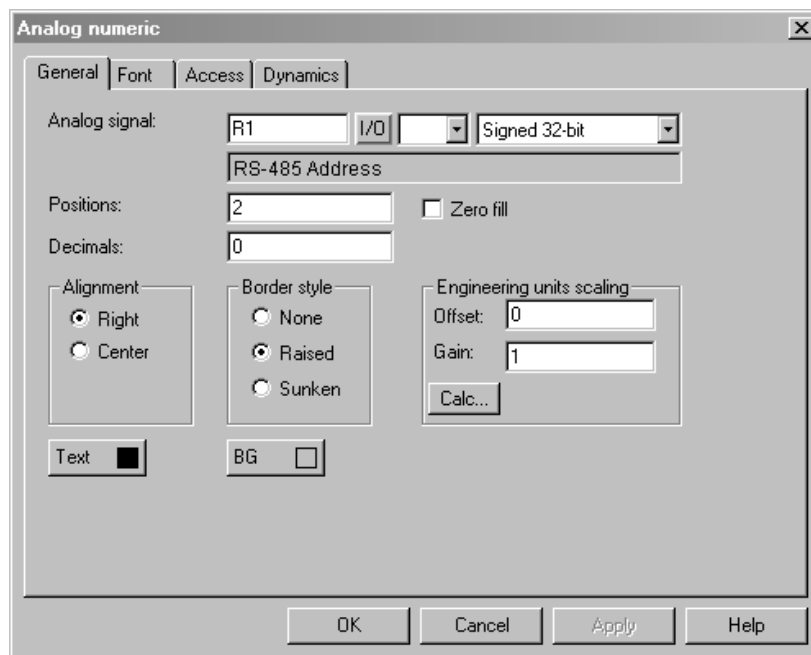 Analog numeric
General Font Access Dynamics
Analog signal: R1 I/O Signed 32-bit
RS-485 Address
Positions: 2 Zero fill
Decimals: 0
Alignment Border style Engineering units scaling
Right None Offset: 0
Center Raised Gain: 1
Sunken Calc...
Text BG
OK Cancel Apply Help